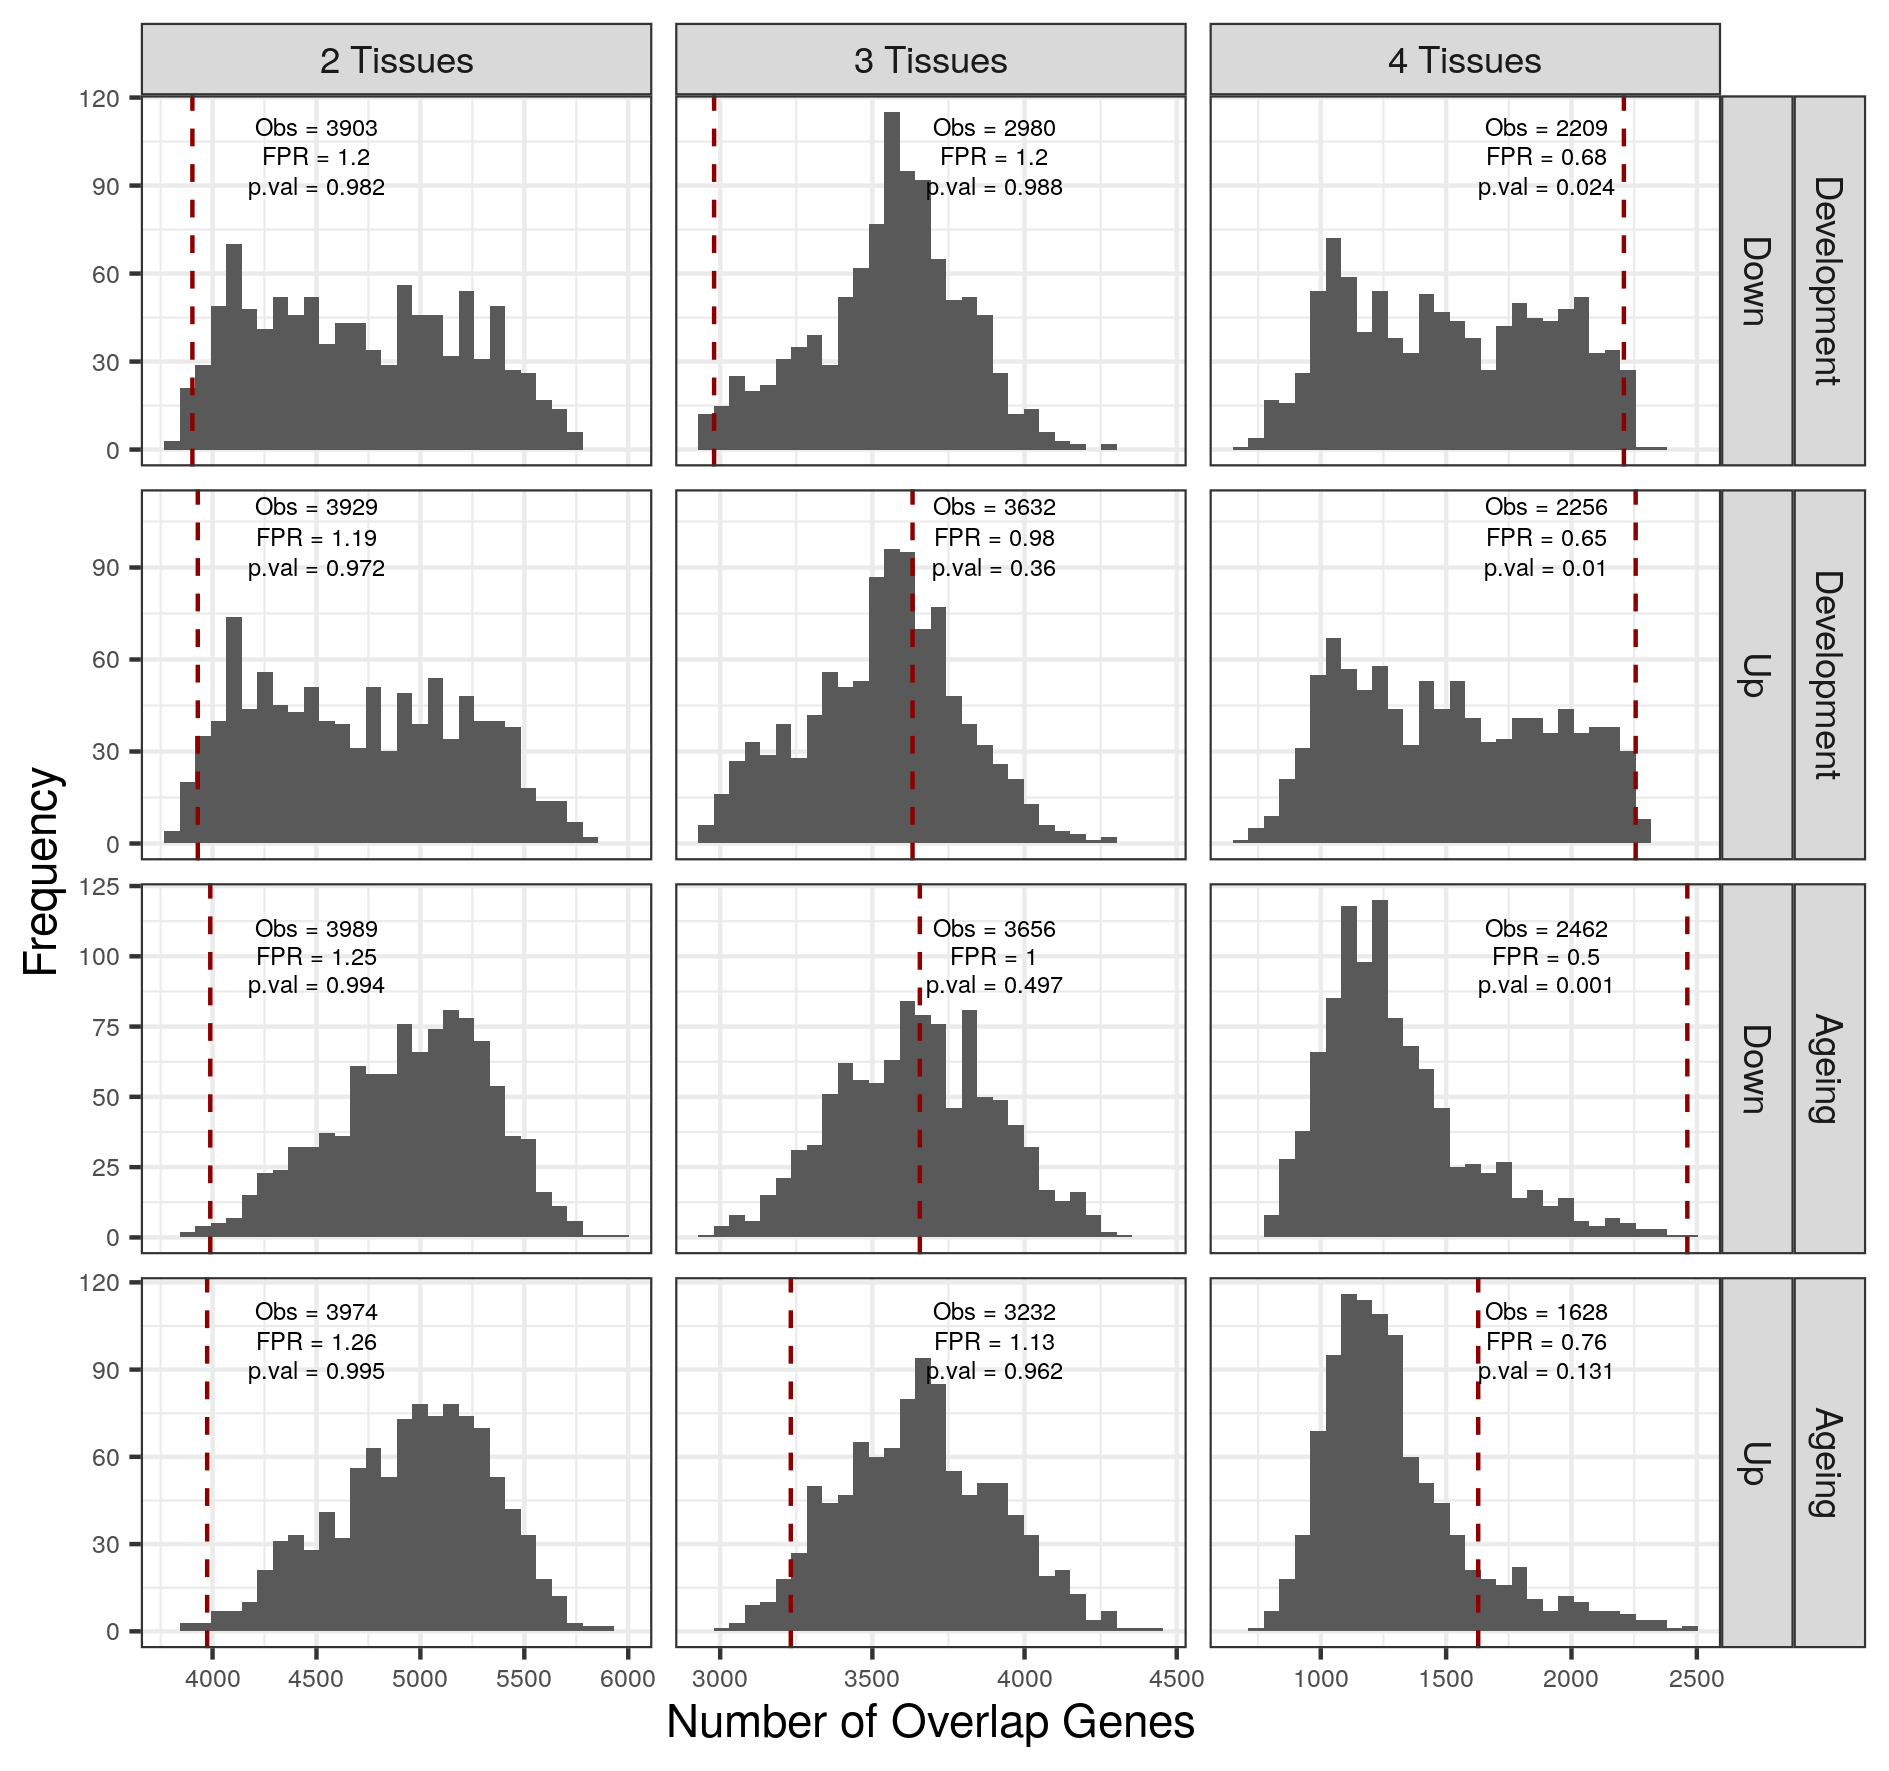 2 Tissues
3 Tissues
4 Tissues
Frequency
120
90
60
30
0
Obs = 3903
FPR = 1.2
p.val = 0.982
Obs = 2980
FPR = 1.2
p.val = 0.988
Obs = 2209
FPR = 0.68
p.val = 0.024
Down
Development
90
60
30
0
Obs = 3929
FPR = 1.19
p.val = 0.972
Obs = 3632
FPR = 0.98
p.val = 0.36
Obs = 2256
FPR = 0.65
p.val = 0.01
Up
Development
125
100
75
50
25
0
Obs = 3989
FPR = 1.25
p.val = 0.994
Obs = 3656
FPR = 1
p.val = 0.497
Obs = 2462
FPR = 0.5
p.val = 0.001
Down
Ageing
120
90
60
30
0
Obs = 3974
FPR = 1.26
p.val = 0.995
Obs = 3232
FPR = 1.13
p.val = 0.962
Obs = 1628
FPR = 0.76
p.val = 0.131
Up
Ageing
4000 4500 5000 5500 6000
3000 3500 4000 4500
1000 1500 2000 2500
Number of Overlap Genes